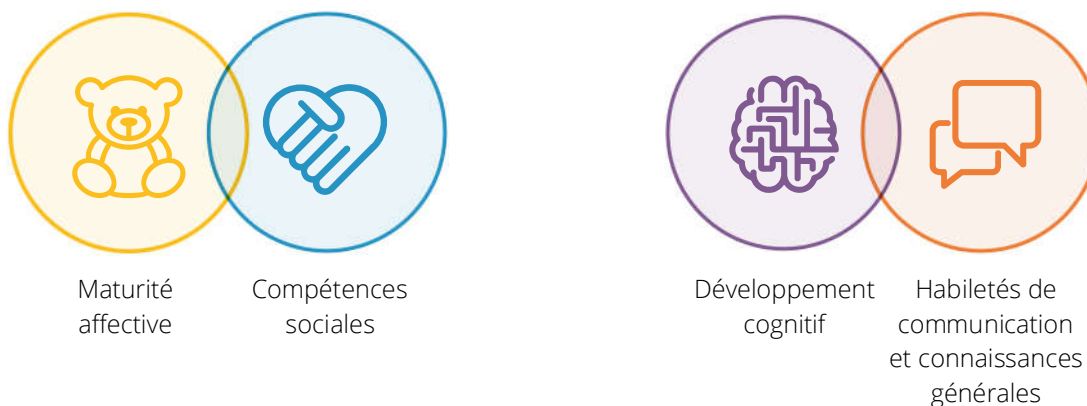 Maturité
affective
Compétences
sociales
Développement
cognitif
Habiletés de
communication
et connaissances
générales